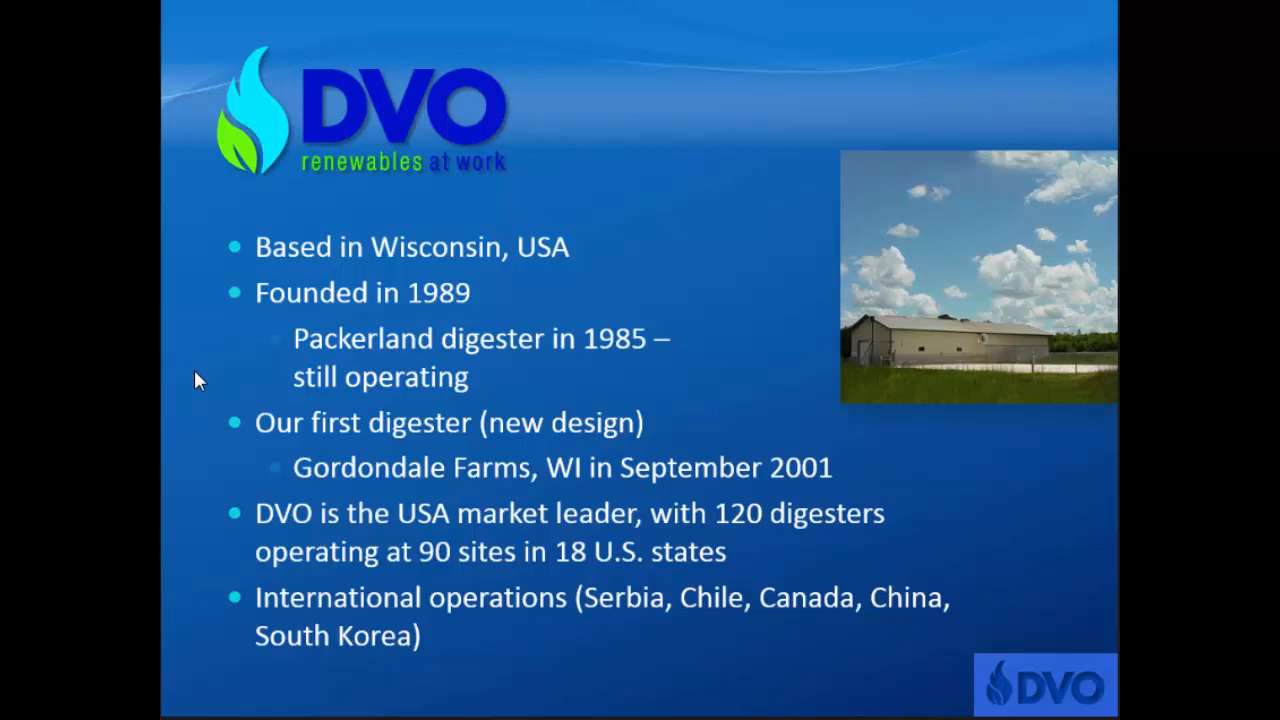 DVO
renewables at work
Based in Wisconsin, USA
Founded in 1989
Packerland digester in 1985 –
still operating
Our first digester (new design)
Gordondale Farms, WI in September 2001
DVO is the USA market leader, with 120 digesters
operating at 90 sites in 18 U.S. states
International operations (Serbia, Chile, Canada, China,
South Korea)
DVO